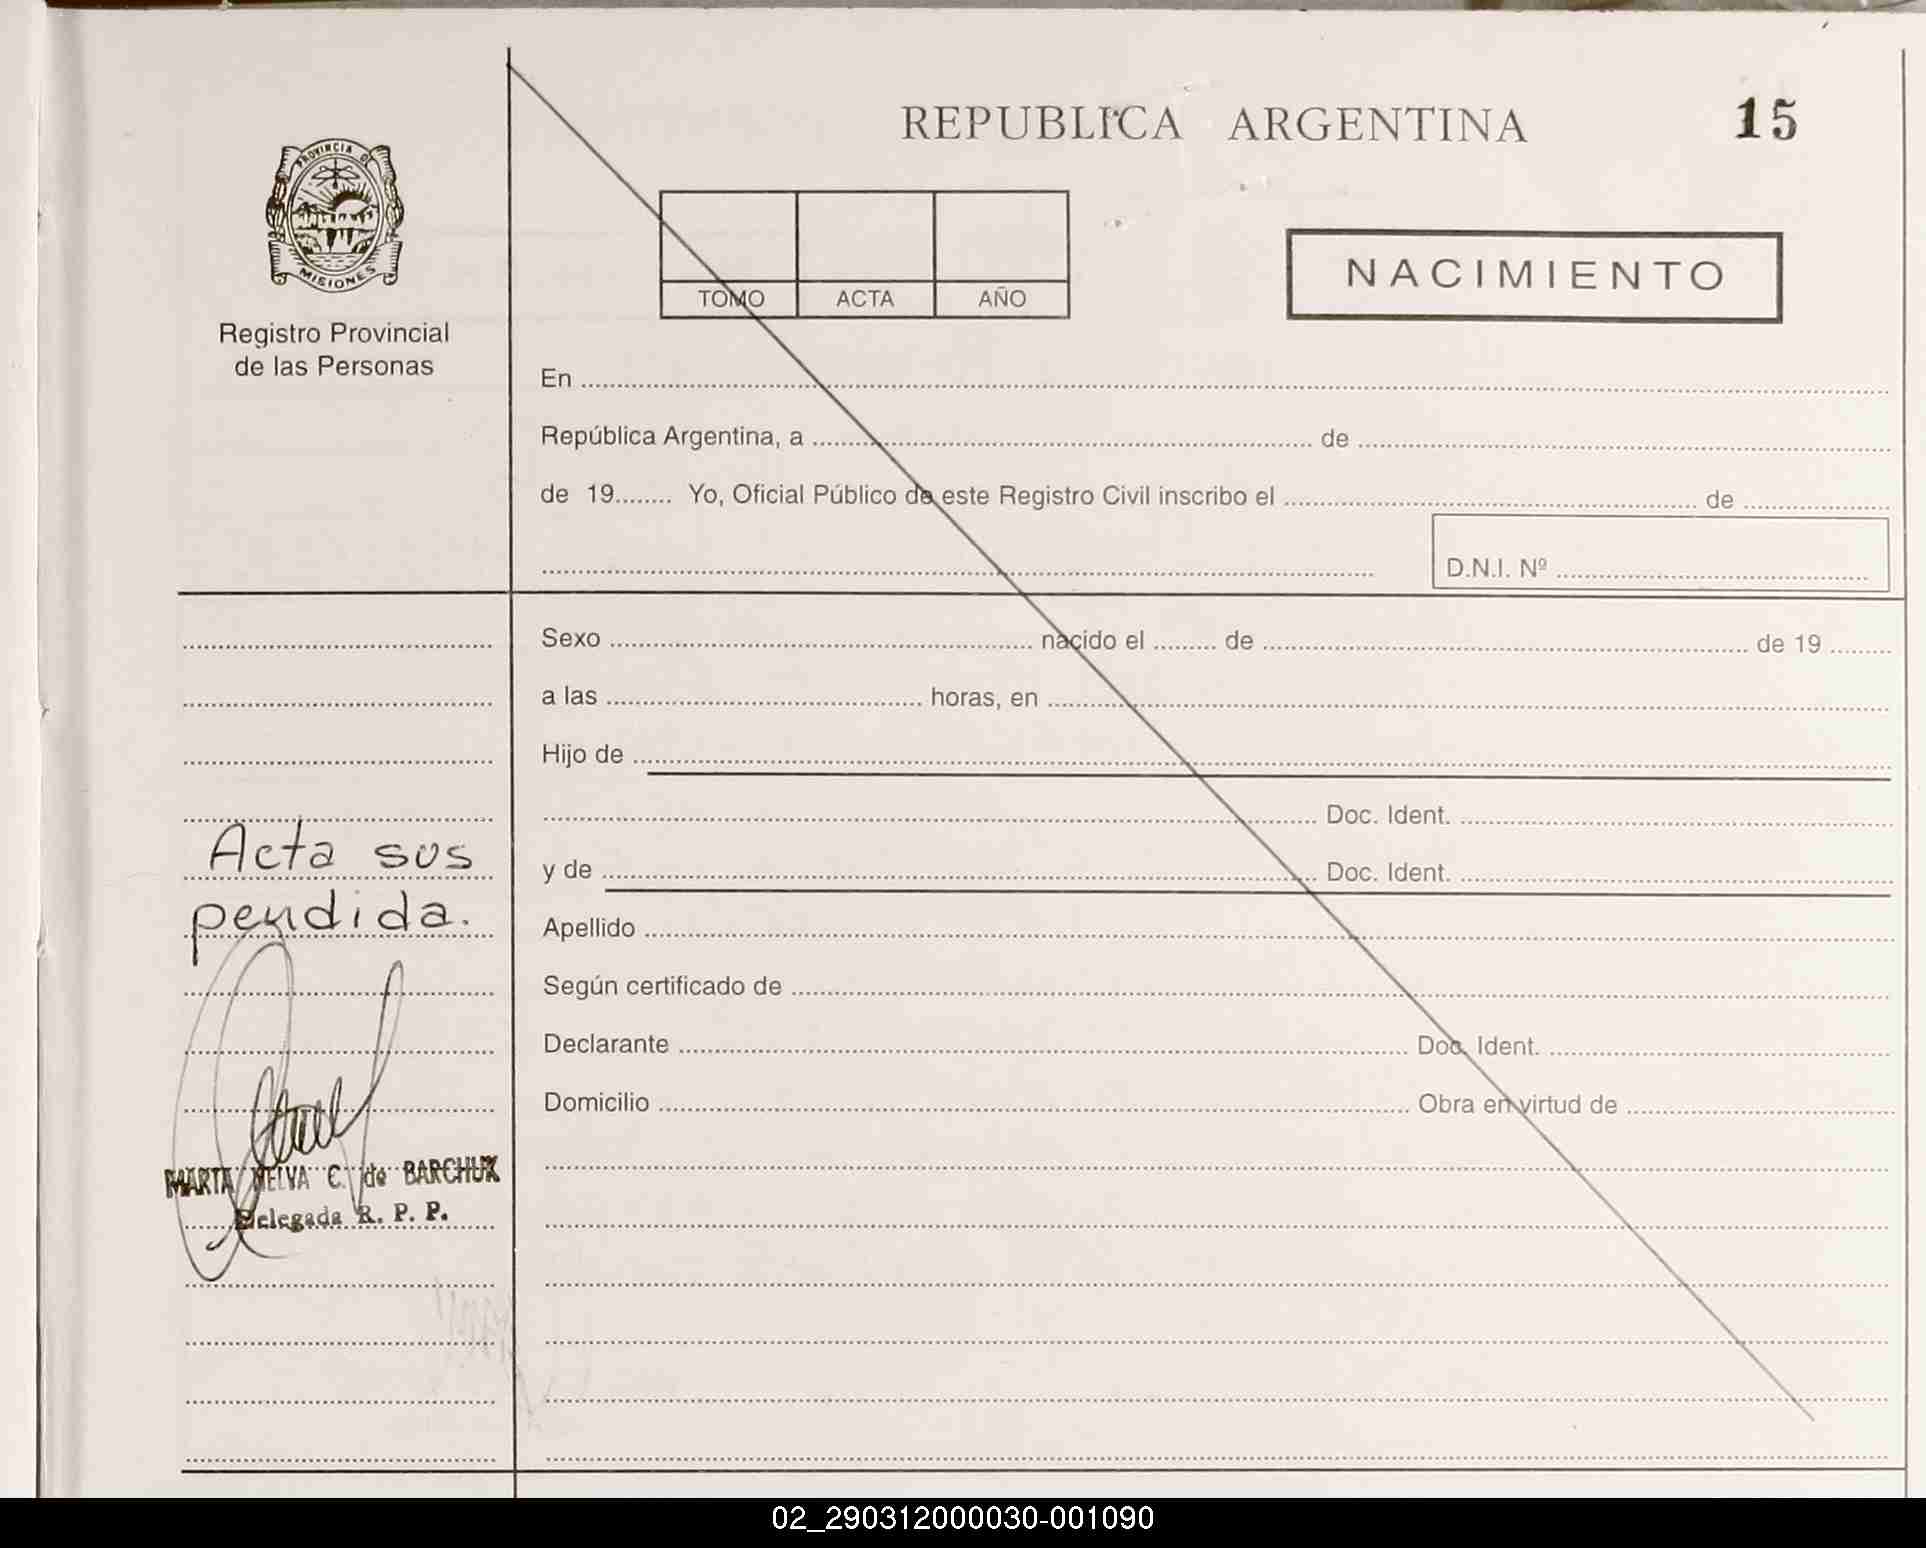 REPUBLICA ARGENTINA
15
PROVINCIA DE
MISIONES
Registro Provincial
de las Personas
TOMO ACTA AÑO
NACIMIENTO
En
República Argentina, a de
de 19 Yo, Oficial Público de este Registro Civil inscribo el de
D.N.I. Nº
Sexo nacido el de de 19
a las horas, en
Hijo de
Doc. Ident.
y de Doc. Ident.
Apellido
Según certificado de
Declarante Doc. Ident.
Domicilio Obra en virtud de
Acta sus
pendida.
MARTA NELVA C. de BARCHUK
Delegada R. P. P.
02_290312000030-001090